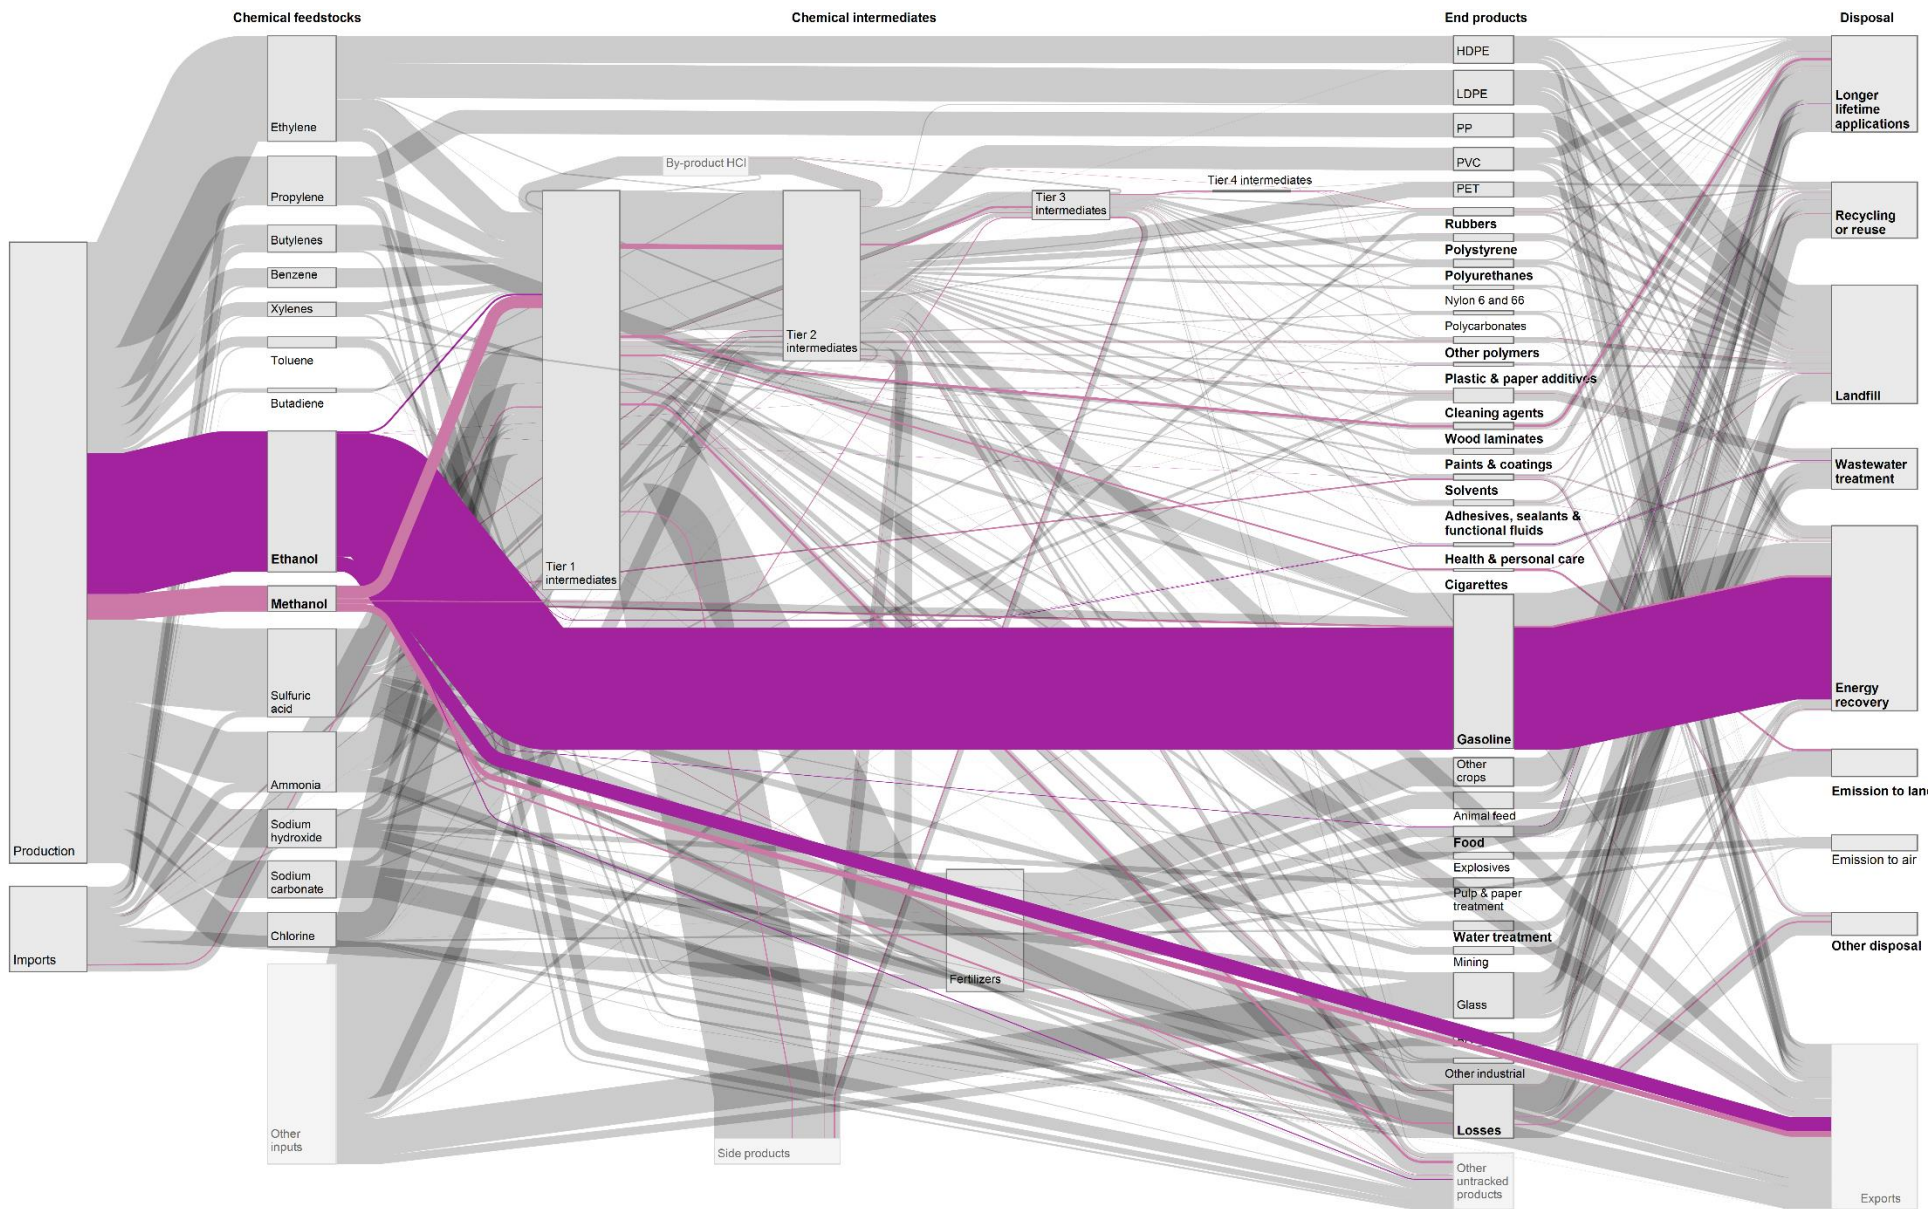 Chemical feedstocks
Chemical intermediates
End products
Disposal
Production
Imports
Ethylene
Propylene
Butylenes
Benzene
Xylenes
Toluene
Butadiene
Ethanol
Methanol
Sulfuric
acid
Ammonia
Sodium
hydroxide
Sodium
carbonate
Chlorine
Other
inputs
By-product HCl
Tier 1
intermediates
Tier 2
intermediates
Tier 3
intermediates
Tier 4 intermediates
Fertilizers
Side products
HDPE
LDPE
PP
PVC
PET
Rubbers
Polystyrene
Polyurethanes
Nylon 6 and 66
Polycarbonates
Other polymers
Plastic & paper additives
Cleaning agents
Wood laminates
Paints & coatings
Solvents
Adhesives, sealants &
functional fluids
Health & personal care
Cigarettes
Gasoline
Other
crops
Animal feed
Food
Explosives
Pulp & paper
treatment
Water treatment
Mining
Glass
Other industrial
Losses
Other
untracked
products
Longer
lifetime
applications
Recycling
or reuse
Landfill
Wastewater
treatment
Energy
recovery
Emission to lan
Emission to air
Other disposal
Exports